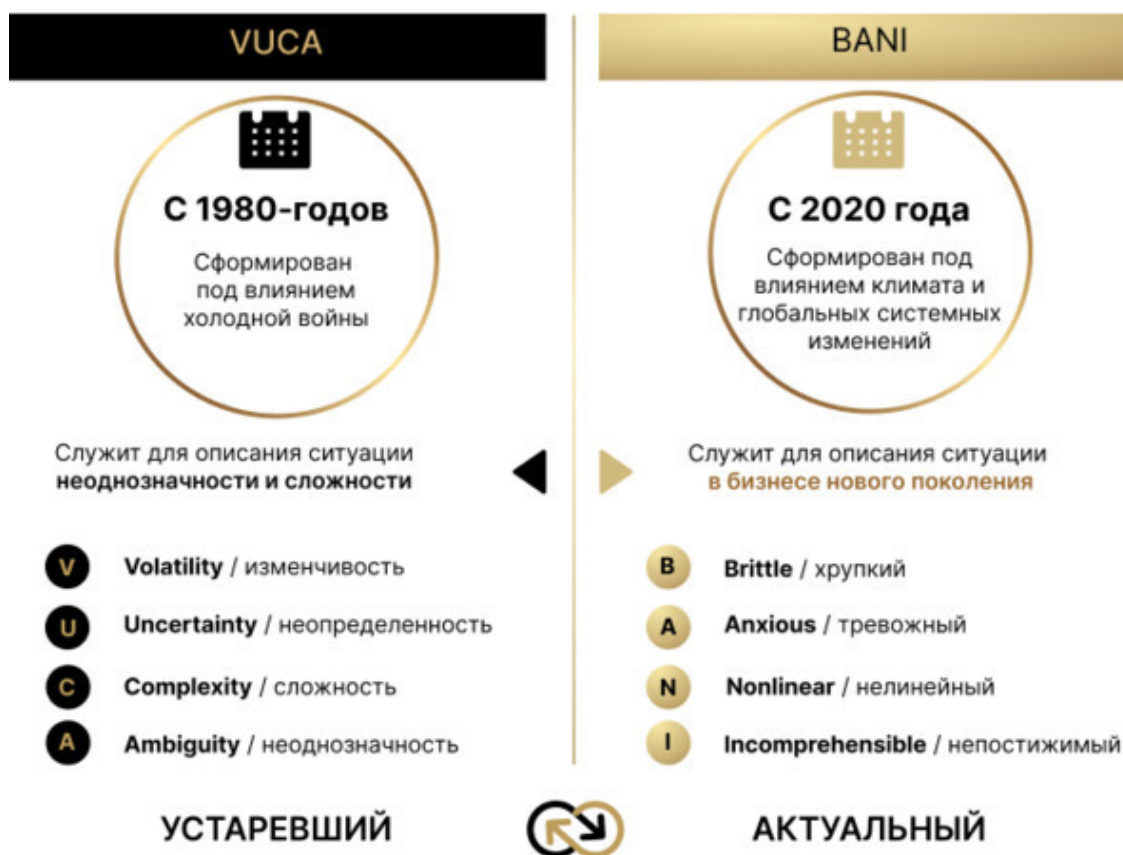 VUCA
С 1980-годов
Сформирован
под влиянием
холодной войны
Служит для описания ситуации
неоднозначности и сложности
V Volatility / изменчивость
U Uncertainty / неопределенность
C Complexity / сложность
A Ambiguity / неоднозначность
УСТАРЕВШИЙ
BANI
С 2020 года
Сформирован под
влиянием климата и
глобальных системных
изменений
Служит для описания ситуации
в бизнесе нового поколения
B Brittle / хрупкий
A Anxious / тревожный
N Nonlinear / нелинейный
I Incomprehensible / непостижимый
АКТУАЛЬНЫЙ